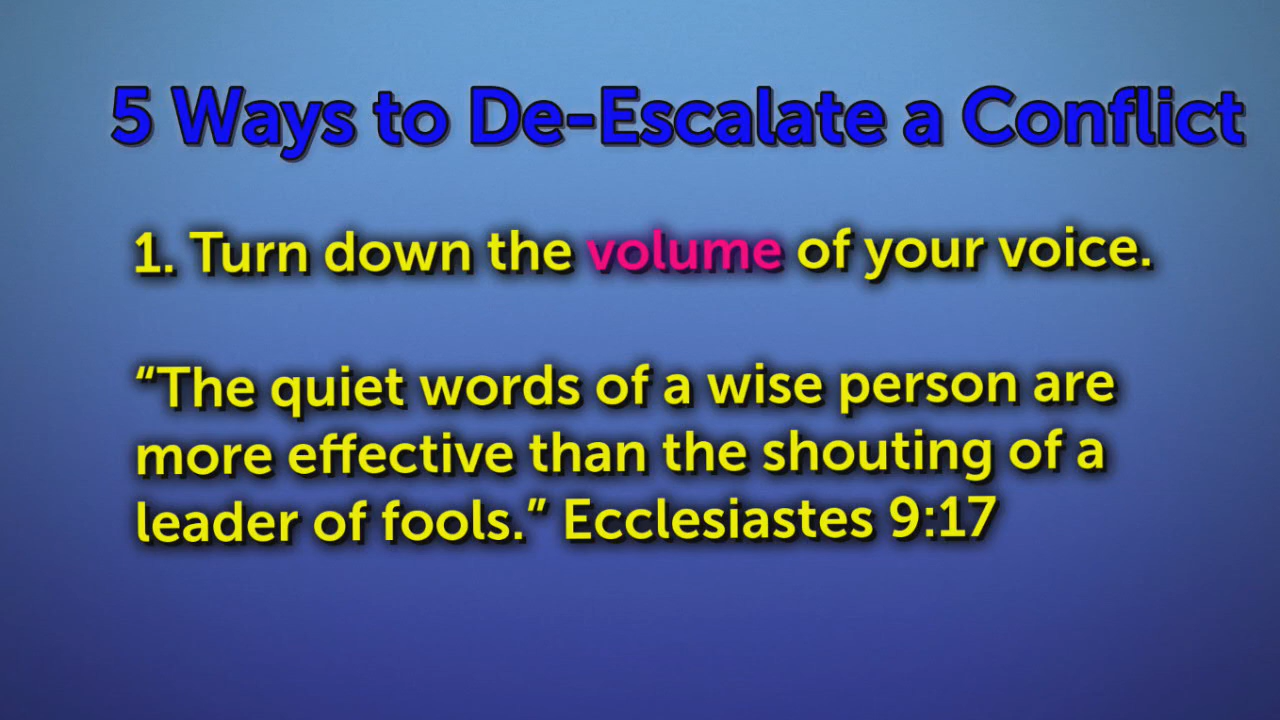 5 Ways to De-Escalate a Conflict
1. Turn down the volume of your voice.
“The quiet words of a wise person are
more effective than the shouting of a
leader of fools.” Ecclesiastes 9:17